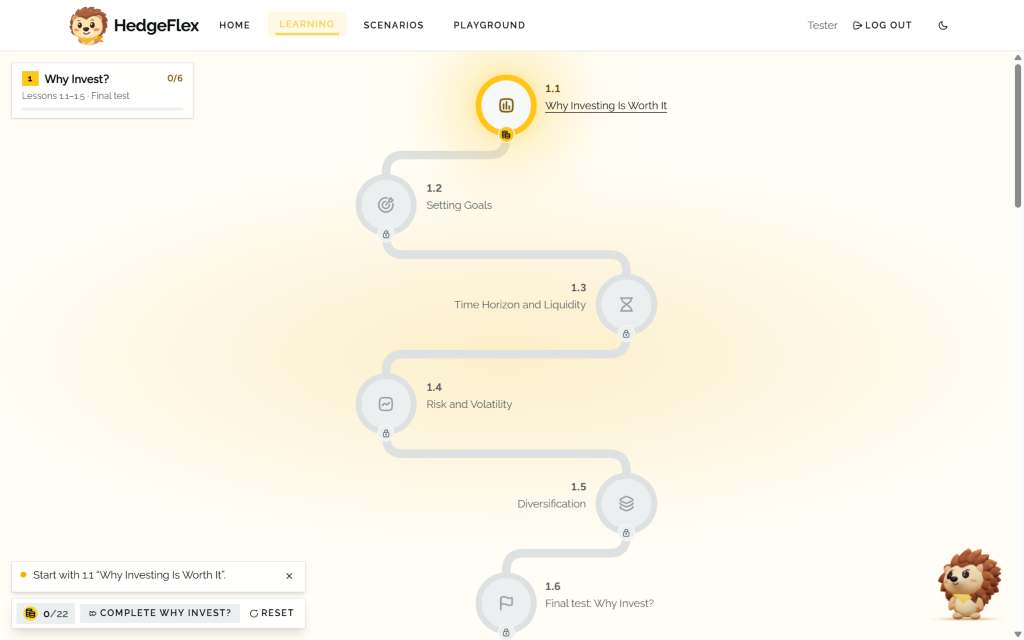 HedgeFlex HOME LEARNING SCENARIOS PLAYGROUND Tester LOG OUT
1 Why Invest? 0/6
Lessons 1.1–1.5 · Final test
1.1
Why Investing Is Worth It
1.2
Setting Goals
1.3
Time Horizon and Liquidity
1.4
Risk and Volatility
1.5
Diversification
1.6
Final test: Why Invest?
Start with 1.1 “Why Investing Is Worth It”.
0/22 COMPLETE WHY INVEST? RESET